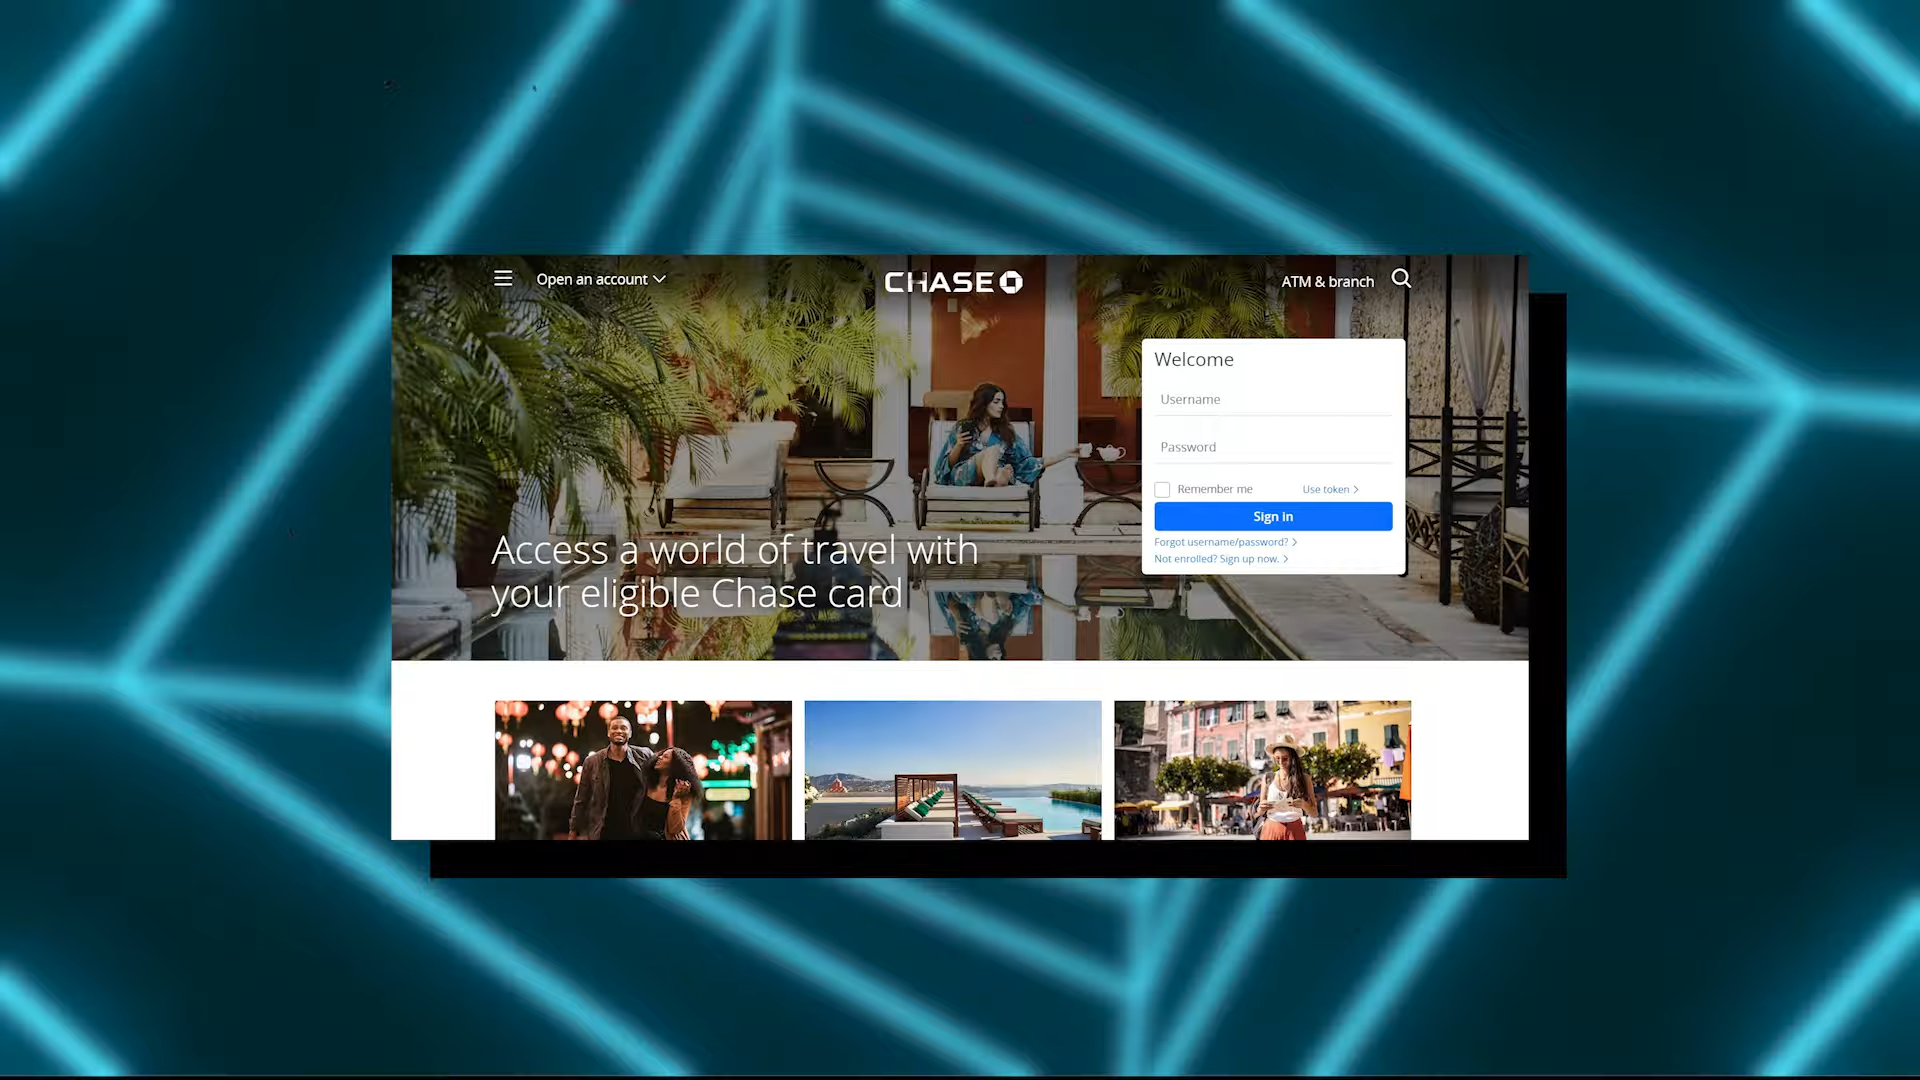 Open an account
CHASE
ATM & branch
Welcome
Username
Password
Remember me
Use token
Sign in
Forgot username/password?
Not enrolled? Sign up now.
Access a world of travel with
your eligible Chase card